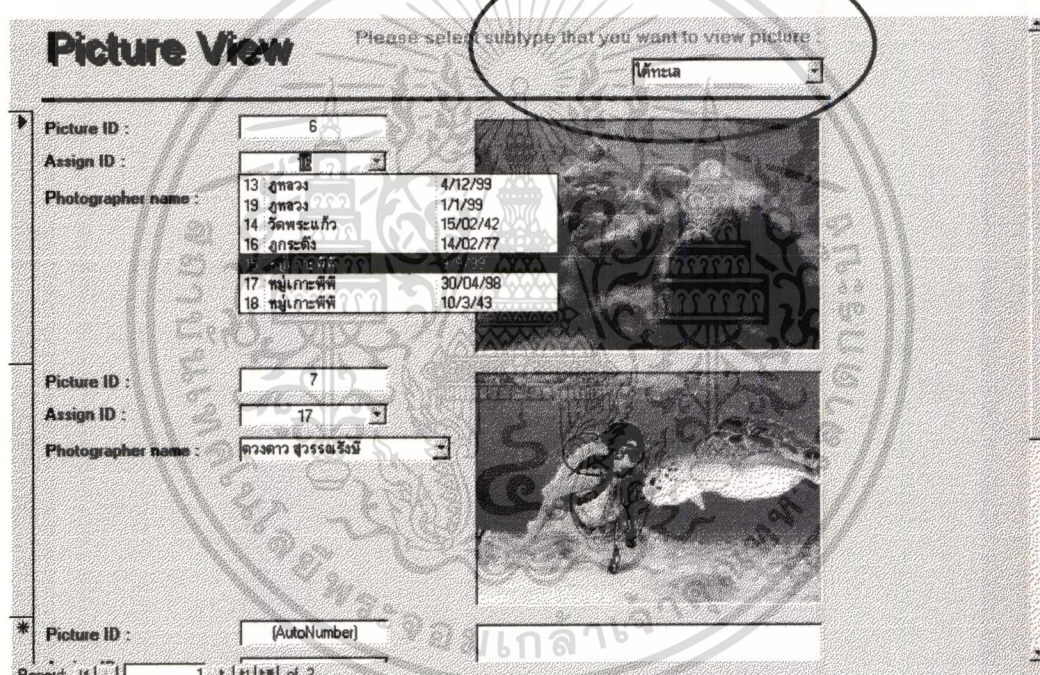 Picture View
Please select subtype that you want to view picture :
ใต้ทะเล
Picture ID : 6
Assign ID :
Photographer name :
13 ภูหลวง 4/12/99
19 ภูหลวง 1/1/99
14 วัดพระแก้ว 15/02/42
16 ภูกระดึง 14/02/77
17 หมู่เกาะพีพี 30/04/98
18 หมู่เกาะพีพี 10/3/43
Picture ID : 7
Assign ID : 17
Photographer name : ดวงดาว สุวรรณรังษี
Picture ID : (AutoNumber)
1 of 2